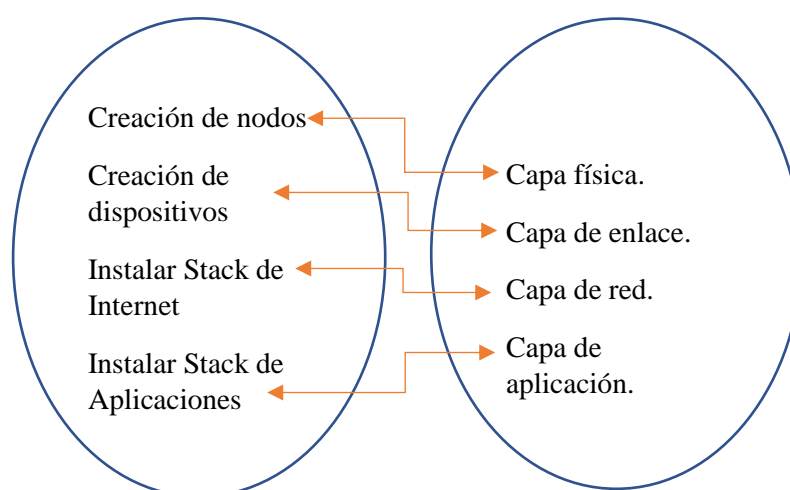 Creación de nodos
Creación de
dispositivos
Instalar Stack de
Internet
Instalar Stack de
Aplicaciones
Capa física.
Capa de enlace.
Capa de red.
Capa de
aplicación.